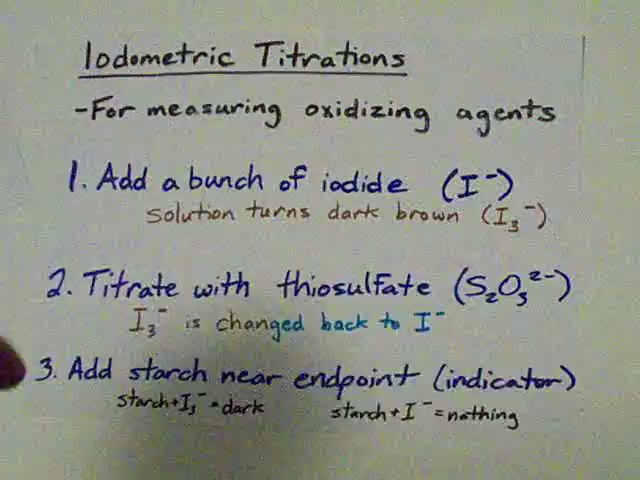 Iodometric Titrations
-For measuring oxidizing agents
1. Add a bunch of iodide (I⁻)
solution turns dark brown (I₃⁻)
2. Titrate with thiosulfate (S₂O₃²⁻)
I₃⁻ is changed back to I⁻
3. Add starch near endpoint (indicator)
starch + I₃⁻ = dark starch + I⁻ = nothing